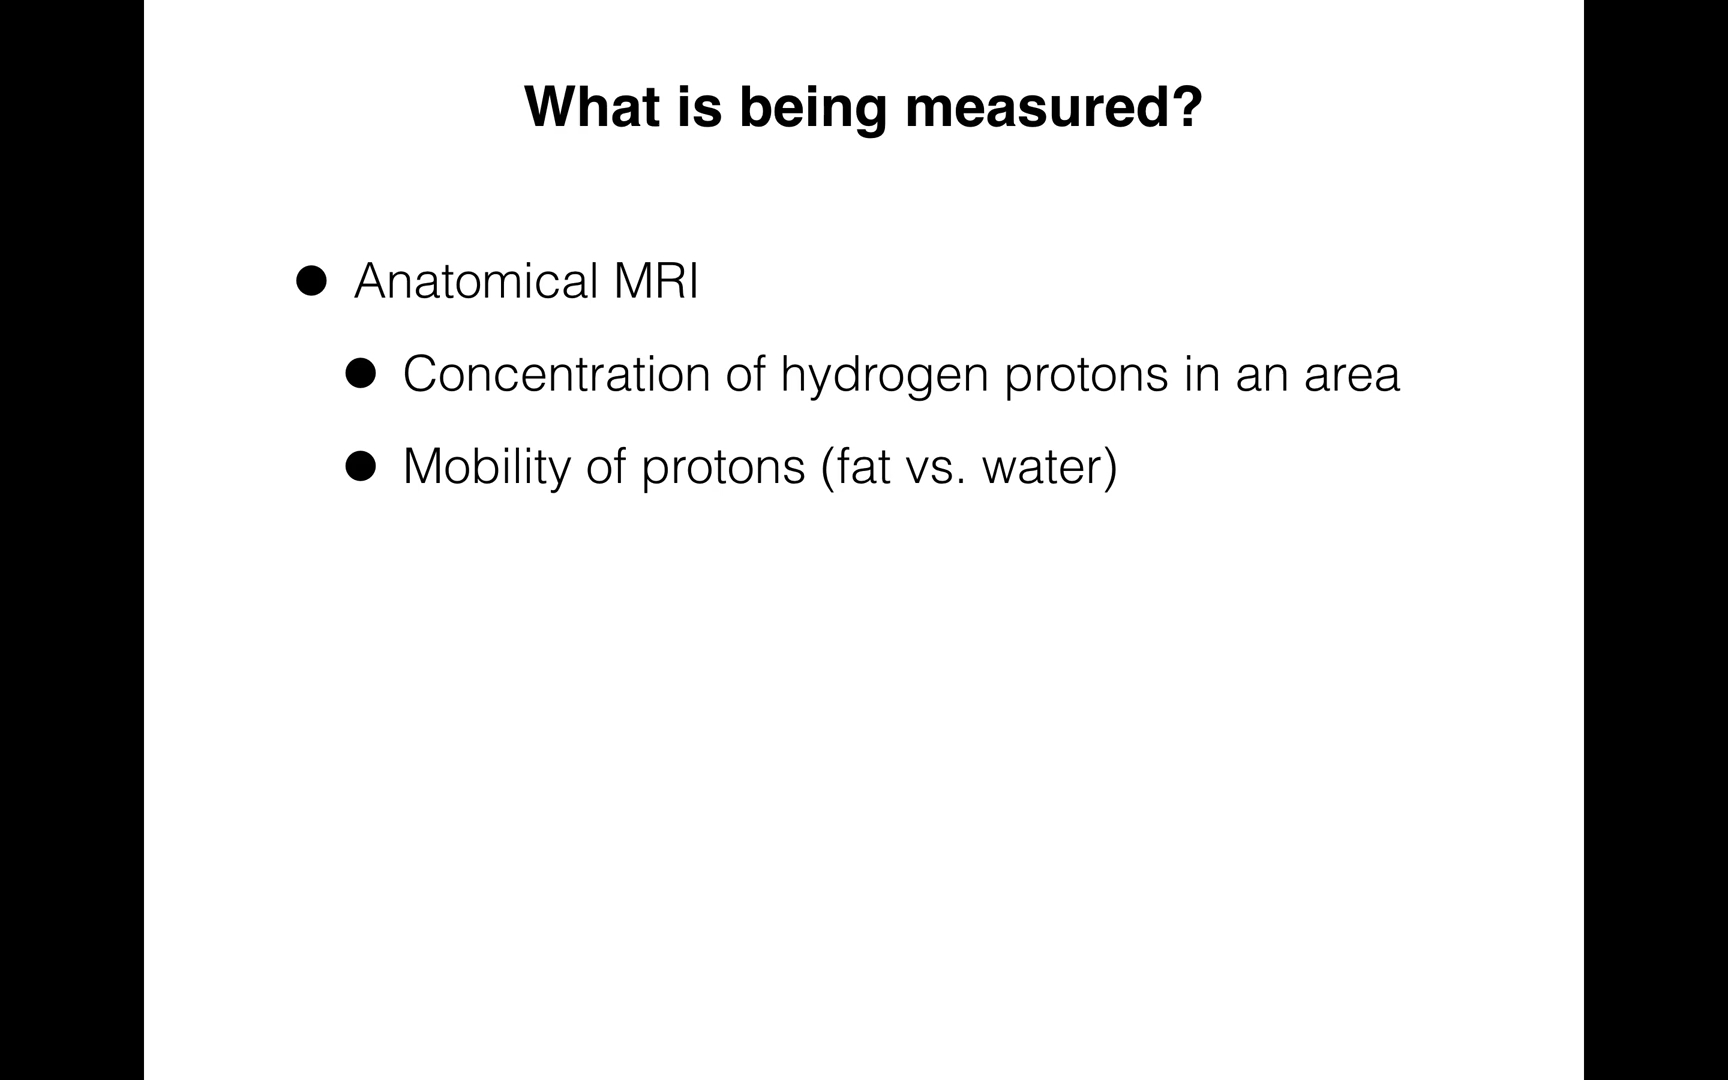 What is being measured?
● Anatomical MRI
● Concentration of hydrogen protons in an area
● Mobility of protons (fat vs. water)